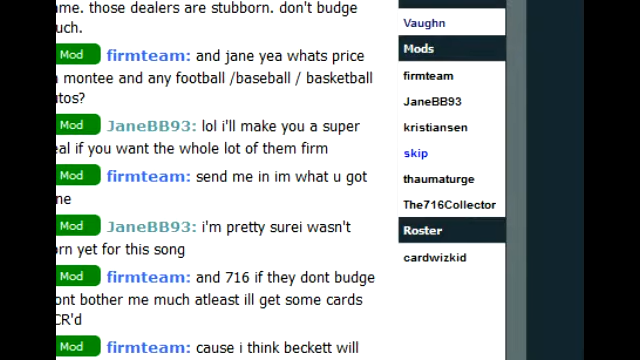 ame. those dealers are stubborn. don't budge
uch.
Mod firmteam: and jane yea whats price
montee and any football /baseball / basketball
utos?
Mod JaneBB93: lol i'll make you a super
eal if you want the whole lot of them firm
Mod firmteam: send me in im what u got
ne
Mod JaneBB93: i'm pretty surei wasn't
orn yet for this song
Mod firmteam: and 716 if they dont budge
ont bother me much atleast ill get some cards
CR'd
Mod firmteam: cause i think beckett will
Vaughn
Mods
firmteam
JaneBB93
kristiansen
skip
thaumaturge
The716Collector
Roster
cardwizkid